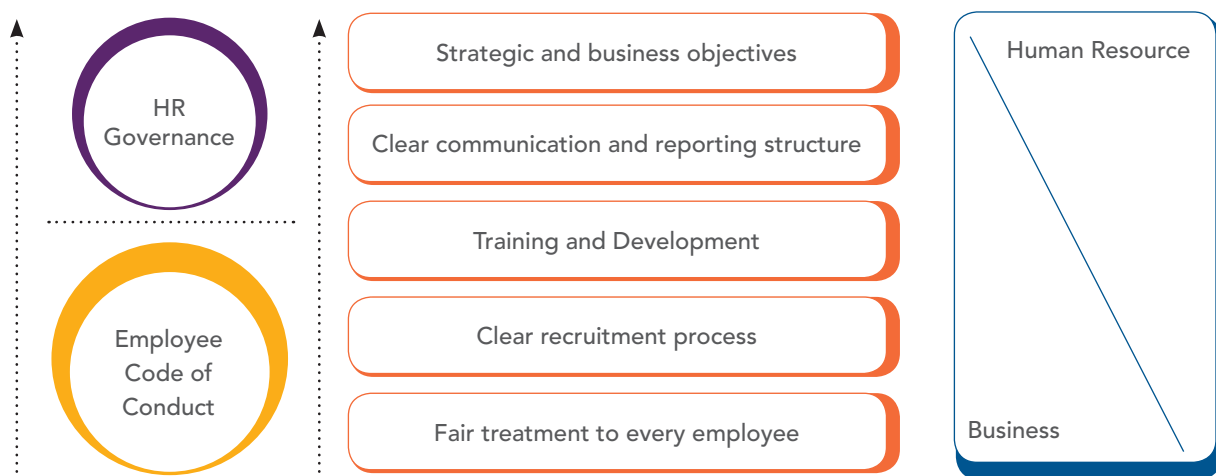 HR
Governance
Employee
Code of
Conduct
Strategic and business objectives
Clear communication and reporting structure
Training and Development
Clear recruitment process
Fair treatment to every employee
Human Resource
Business